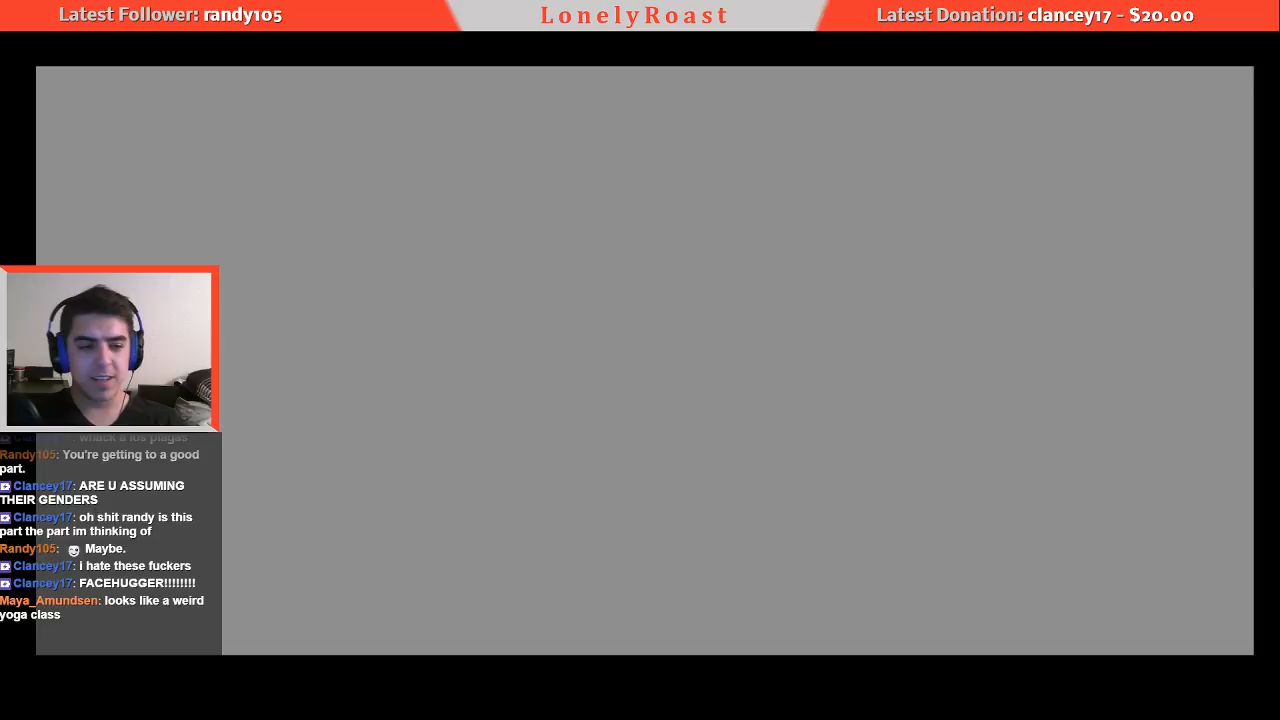 Latest Follower: randy105
LonelyRoast
Latest Donation: clancey17 - $20.00
whack a los plagas
Randy105: You're getting to a good
part.
Clancey17: ARE U ASSUMING
THEIR GENDERS
Clancey17: oh shit randy is this
part the part im thinking of
Randy105: Maybe.
Clancey17: i hate these fuckers
Clancey17: FACEHUGGER!!!!!!!!
Maya_Amundsen: looks like a weird
yoga class